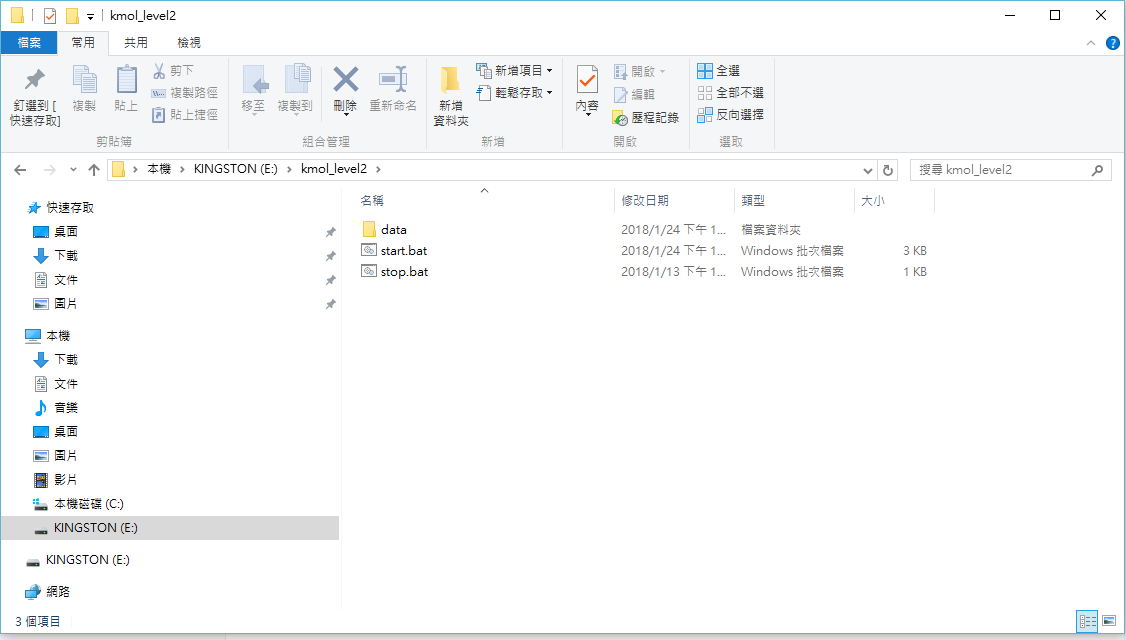 kmol_level2
檔案 常用 共用 檢視
釘選到 [快速存取]
複製
貼上
剪下
複製路徑
貼上捷徑
剪貼簿
移至
複製到
刪除
重新命名
組合管理
新增資料夾
新增項目
輕鬆存取
新增
內容
開啟
編輯
歷程記錄
開啟
全選
全部不選
反向選擇
選取
本機 KINGSTON (E:) kmol_level2
搜尋 kmol_level2
快速存取
桌面
下載
文件
圖片
本機
下載
文件
音樂
桌面
圖片
影片
本機磁碟 (C:)
KINGSTON (E:)
KINGSTON (E:)
網路
名稱 修改日期 類型 大小
data 2018/1/24 下午 1... 檔案資料夾
start.bat 2018/1/24 下午 1... Windows 批次檔案 3 KB
stop.bat 2018/1/13 下午 1... Windows 批次檔案 1 KB
3 個項目